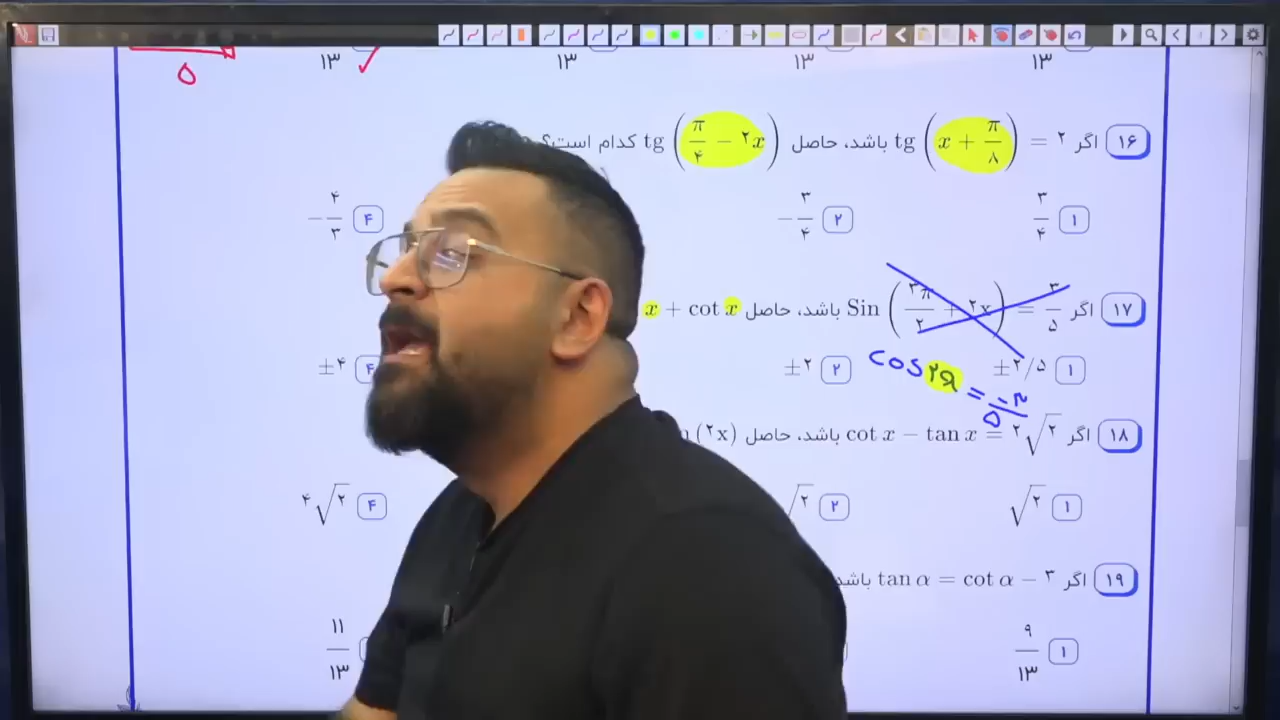 ۵ ۱۳ ۱۳ ۱۳ ۱۳
۱۶ اگر tg(x + π/۸) = ۲ باشد، حاصل tg(π/۴ − ۲x) کدام است؟
۱ ۳/۴ ۲ −۳/۴ ۴ −۴/۳
۱۷ اگر Sin(۳π/۲ + ۲x) = ۳/۵ باشد، حاصل x + cot x
۱ ±۲/۵ ۲ ±۲ ۴ ±۴
cos ۲x = −۳/۵
۱۸ اگر cot x − tan x = ۲√۲ باشد، حاصل (۲x)
۱ √۲ ۲ √۲ ۴ ۴√۲
۱۹ اگر tan α = cot α − ۳ باشد
۱ ۹/۱۳ ۱۱/۱۳